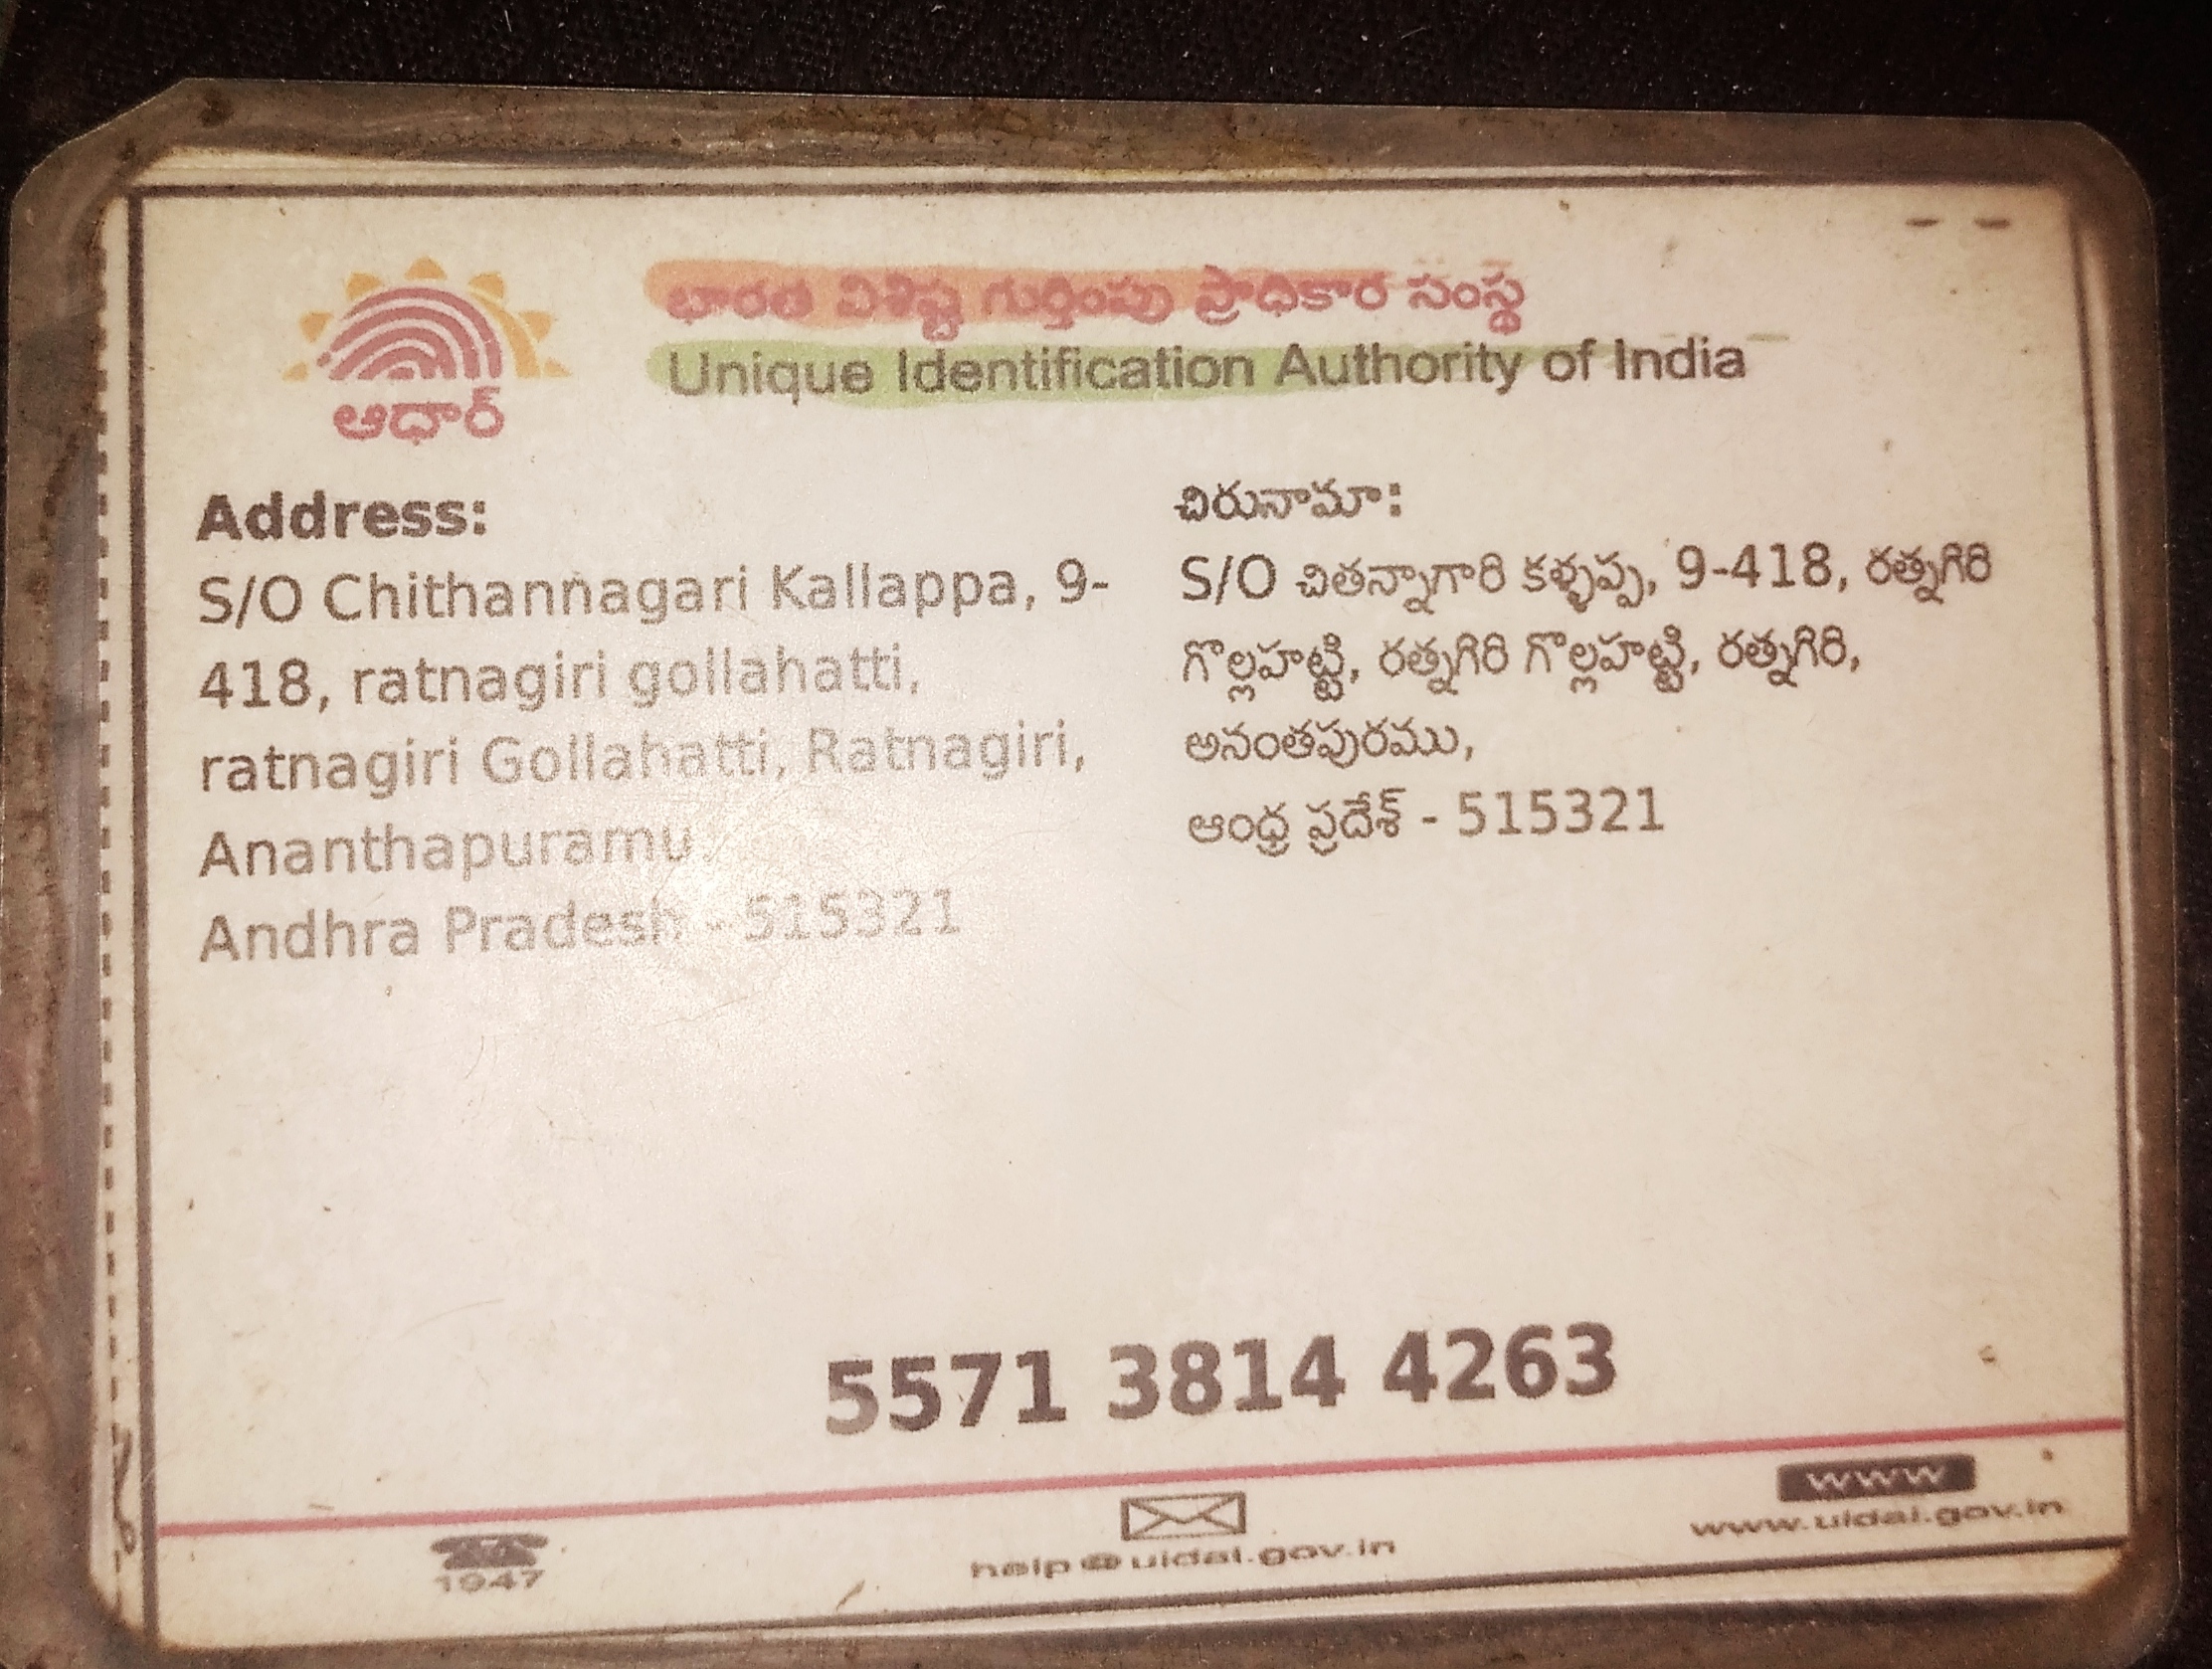 భారత విశిష్ట గుర్తింపు ప్రాధికార సంస్థ
Unique Identification Authority of India
ఆధార్
Address:
S/O Chithannagari Kallappa, 9-
418, ratnagiri gollahatti,
ratnagiri Gollahatti, Ratnagiri,
Ananthapuramu,
Andhra Pradesh - 515321
చిరునామా:
S/O చితన్నాగారి కళ్ళప్ప, 9-418, రత్నగిరి
గొల్లహట్టి, రత్నగిరి గొల్లహట్టి, రత్నగిరి,
అనంతపురము,
ఆంధ్ర ప్రదేశ్ - 515321
5571 3814 4263
1947
help@uidai.gov.in
www
www.uidai.gov.in